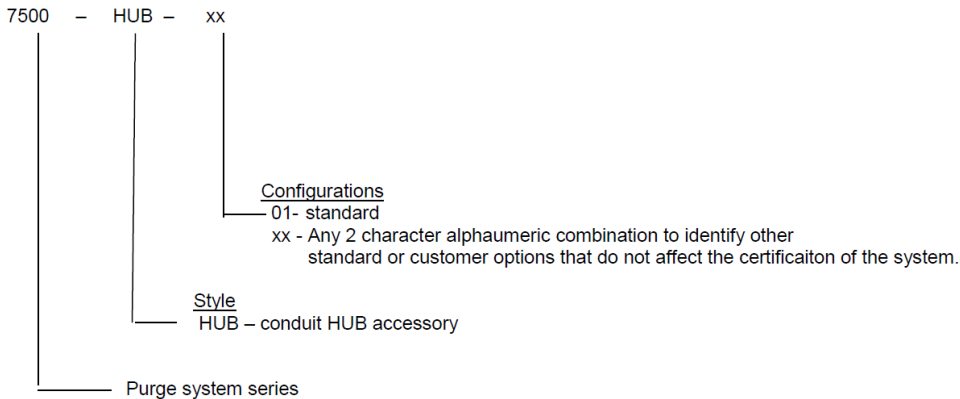 7500 – HUB – xx
Configurations
01- standard
xx - Any 2 character alphaumeric combination to identify other
standard or customer options that do not affect the certificaiton of the system.
Style
HUB – conduit HUB accessory
Purge system series